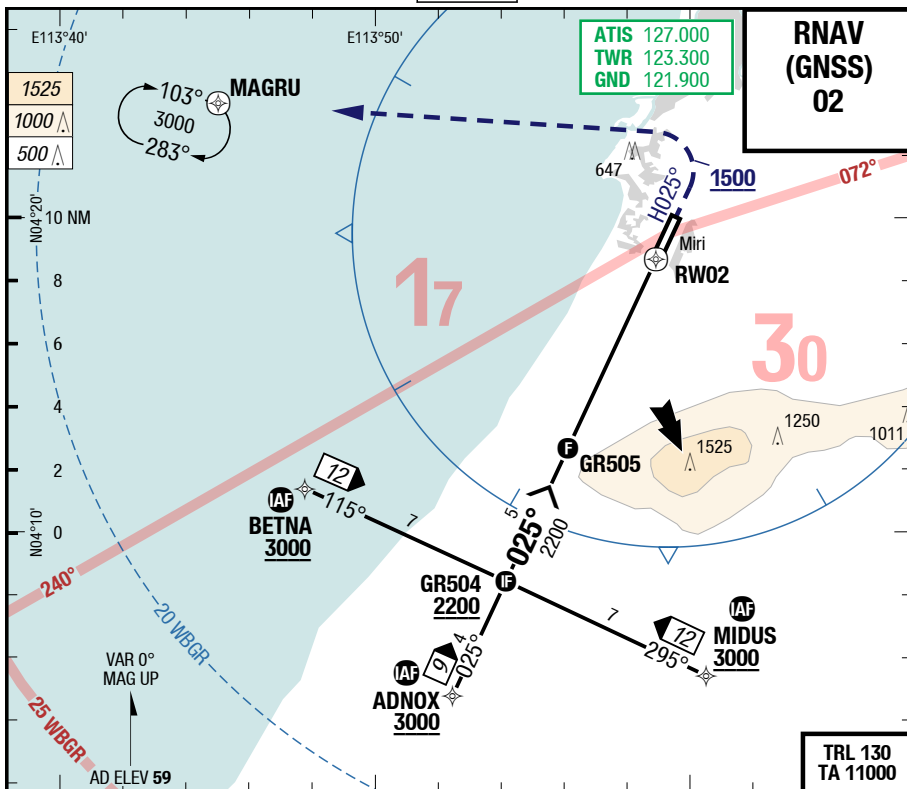 E113°40'
E113°50'
ATIS 127.000
TWR 123.300
GND 121.900
RNAV
(GNSS)
02
1525
1000
500
103°
3000
283°
MAGRU
647
1500
072°
H025°
N04°20'
10 NM
Miri
RW02
8
17
6
30
4
1250
1525
1011
GR505
F
2
12
115°
IAF
BETNA
3000
7
5
025°
2200
N04°10'
0
240°
GR504
2200
IF
7
IAF
MIDUS
3000
12
295°
20 WBGR
4
025°
9
IAF
ADNOX
3000
VAR 0°
MAG UP
25 WBGR
AD ELEV 59
TRL 130
TA 11000